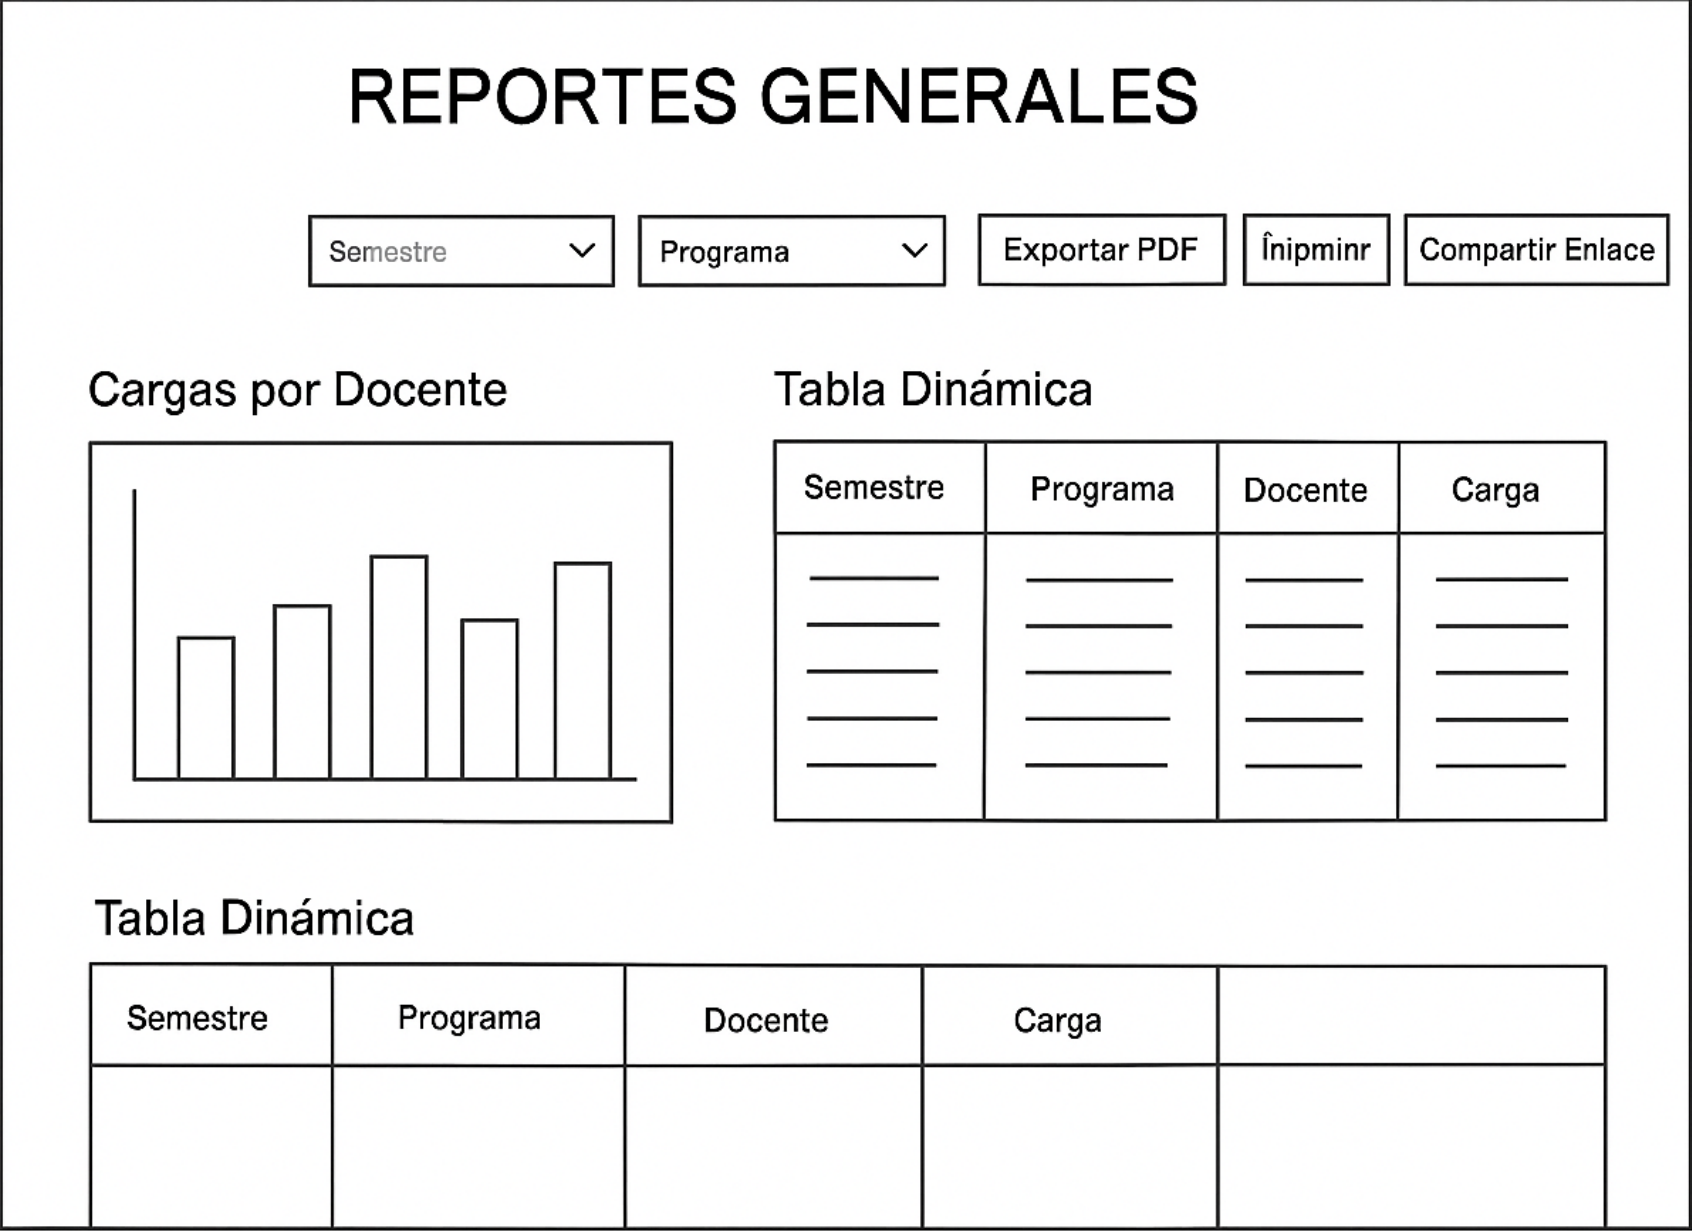 REPORTES GENERALES
Semestre Programa Exportar PDF Înipminr Compartir Enlace
Cargas por Docente
Tabla Dinámica
Semestre Programa Docente Carga
Tabla Dinámica
Semestre Programa Docente Carga